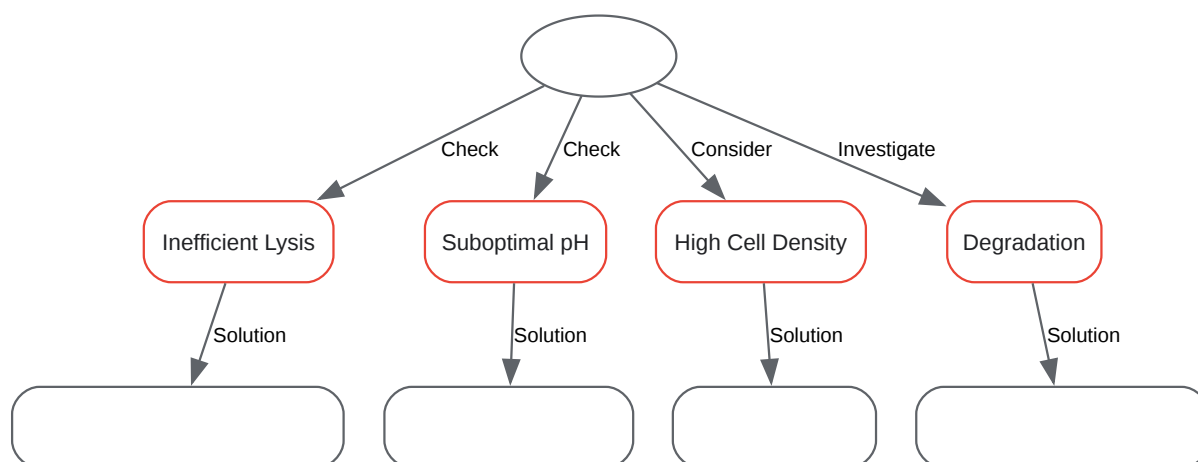 Check
Check
Consider
Investigate
Inefficient Lysis
Suboptimal pH
High Cell Density
Degradation
Solution
Solution
Solution
Solution